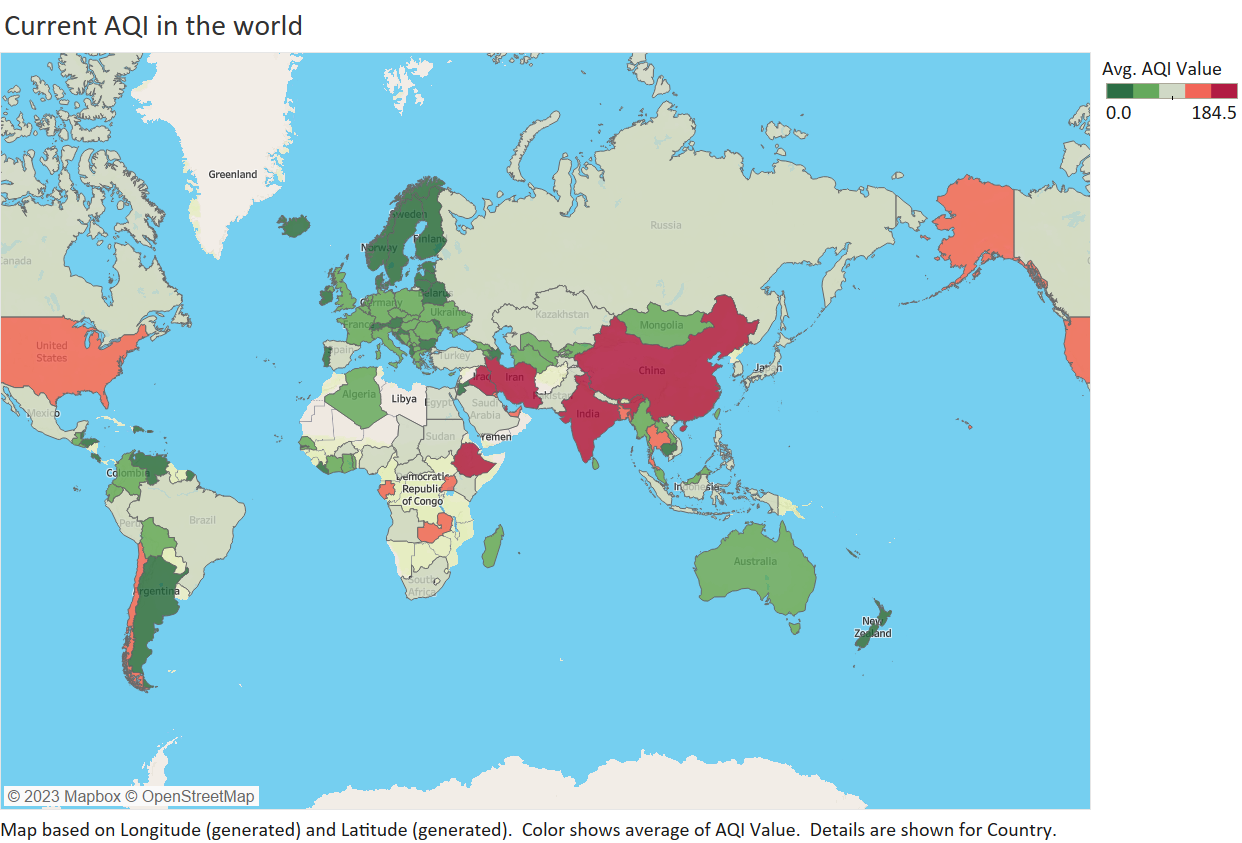 Current AQI in the world
Avg. AQI Value
0.0 184.5
Greenland
Sweden
Finland
Norway
Russia
Canada
Belarus
Germany
Ukraine
France
Kazakhstan
Mongolia
Spain
Turkey
United
States
Japan
China
Iraq
Iran
Algeria
Libya
Egypt
Pakistan
Saudi
Arabia
India
Mexico
Sudan
Yemen
Colombia
Democratic
Republic
of Congo
Indonesia
Peru
Brazil
Australia
South
Africa
Argentina
New
Zealand
© 2023 Mapbox © OpenStreetMap
Map based on Longitude (generated) and Latitude (generated). Color shows average of AQI Value. Details are shown for Country.